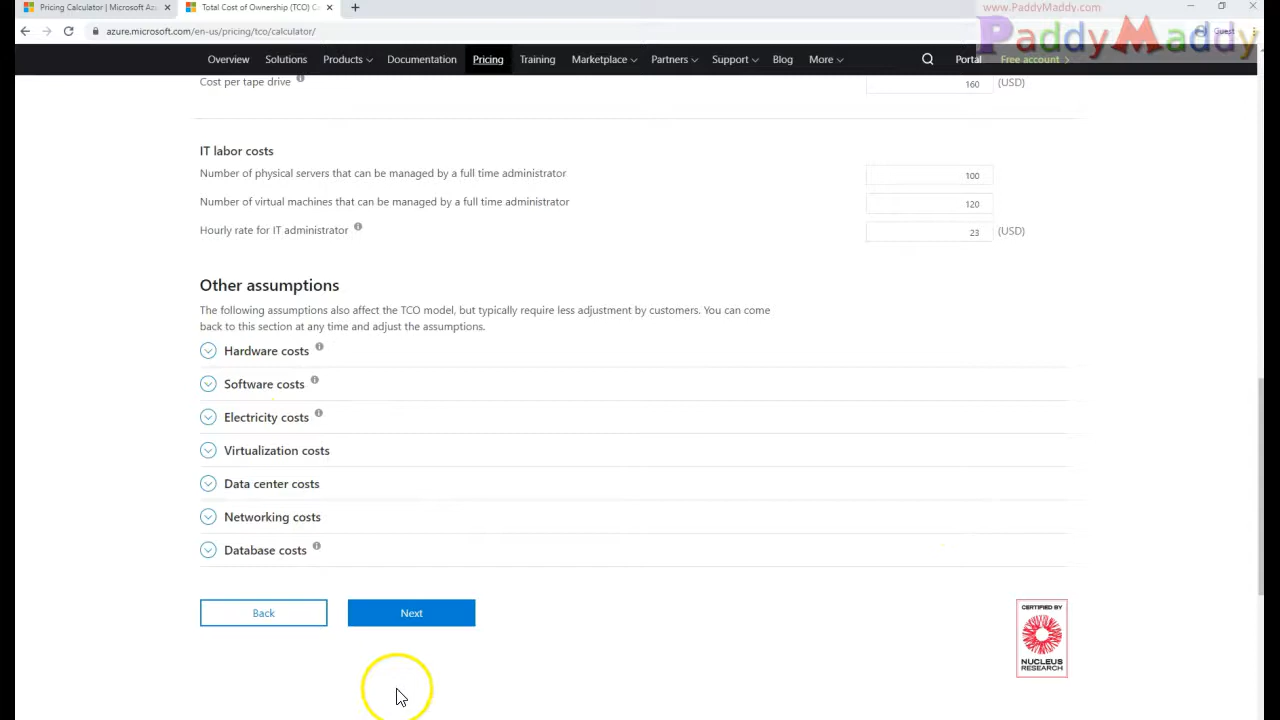 Pricing Calculator | Microsoft Az
Total Cost of Ownership (TCO) C
www.PaddyMaddy.com
PaddyMaddy
azure.microsoft.com/en-us/pricing/tco/calculator/
Guest
Overview Solutions Products Documentation Pricing Training Marketplace Partners Support Blog More Portal Free account
Cost per tape drive 160 (USD)
IT labor costs
Number of physical servers that can be managed by a full time administrator 100
Number of virtual machines that can be managed by a full time administrator 120
Hourly rate for IT administrator 23 (USD)
Other assumptions
The following assumptions also affect the TCO model, but typically require less adjustment by customers. You can come
back to this section at any time and adjust the assumptions.
Hardware costs
Software costs
Electricity costs
Virtualization costs
Data center costs
Networking costs
Database costs
Back Next
CERTIFIED BY
NUCLEUS
RESEARCH